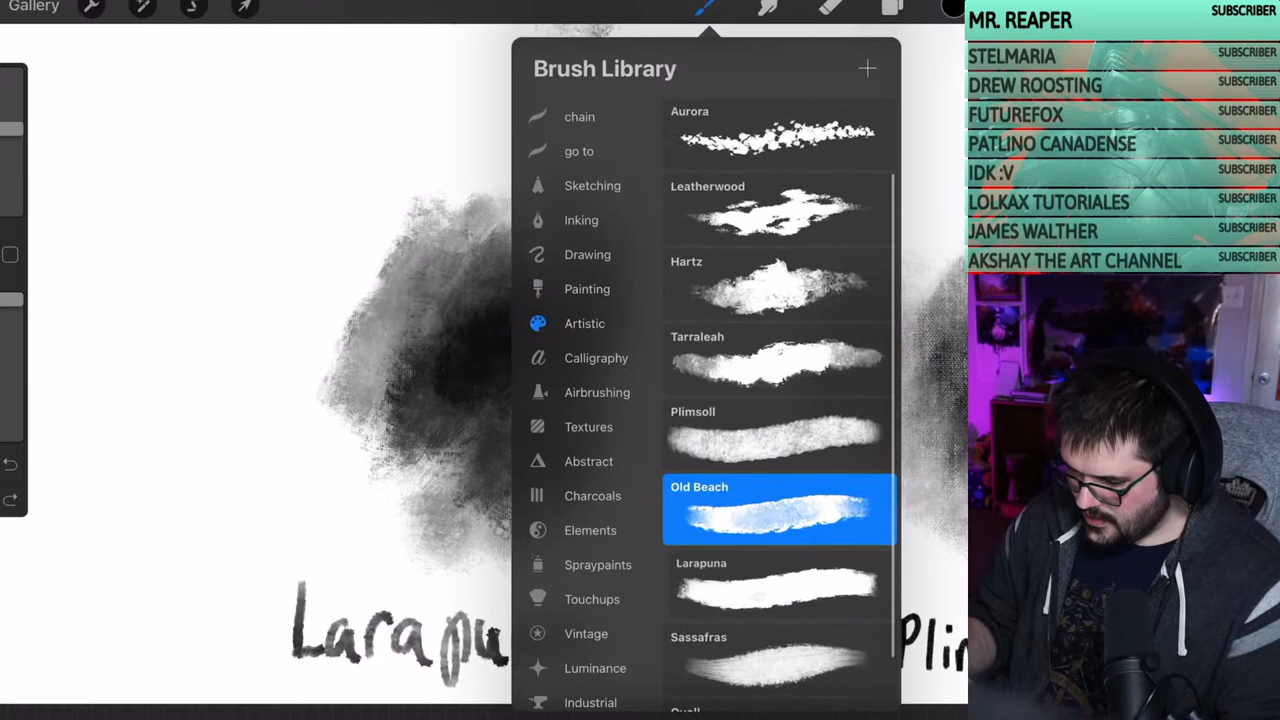 Gallery
Brush Library
chain
go to
Sketching
Inking
Drawing
Painting
Artistic
Calligraphy
Airbrushing
Textures
Abstract
Charcoals
Elements
Spraypaints
Touchups
Vintage
Luminance
Industrial
Aurora
Leatherwood
Hartz
Tarraleah
Plimsoll
Old Beach
Larapuna
Sassafras
Larapu
Plim
MR. REAPER SUBSCRIBER
STELMARIA SUBSCRIBER
DREW ROOSTING SUBSCRIBER
FUTUREFOX SUBSCRIBER
PATLINO CANADENSE SUBSCRIBER
IDK :V SUBSCRIBER
LOLKAX TUTORIALES SUBSCRIBER
JAMES WALTHER SUBSCRIBER
AKSHAY THE ART CHANNEL SUBSCRIBER